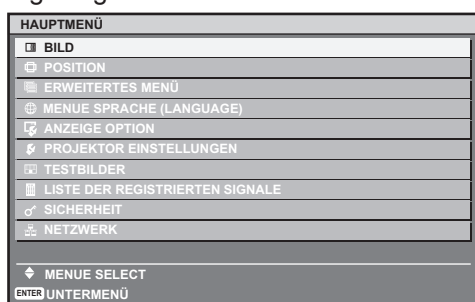 HAUPTMENÜ
BILD
POSITION
ERWEITERTES MENÜ
MENUE SPRACHE (LANGUAGE)
ANZEIGE OPTION
PROJEKTOR EINSTELLUNGEN
TESTBILDER
LISTE DER REGISTRIERTEN SIGNALE
SICHERHEIT
NETZWERK
MENUE SELECT
ENTER UNTERMENÜ